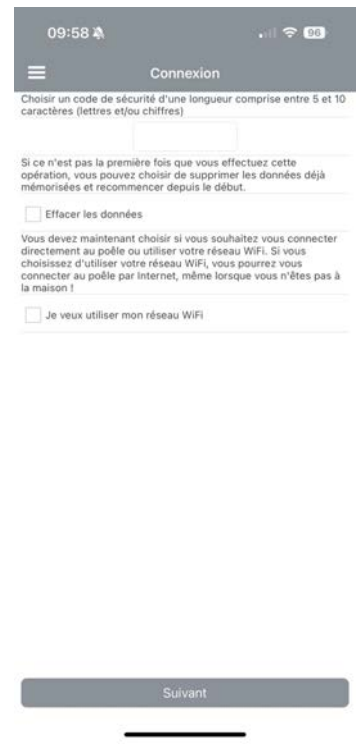 09:58
96
Connexion
Choisir un code de sécurité d'une longueur comprise entre 5 et 10
caractères (lettres et/ou chiffres)
Si ce n'est pas la première fois que vous effectuez cette
opération, vous pouvez choisir de supprimer les données déjà
mémorisées et recommencer depuis le début.
Effacer les données
Vous devez maintenant choisir si vous souhaitez vous connecter
directement au poêle ou utiliser votre réseau WiFi. Si vous
choisissez d'utiliser votre réseau WiFi, vous pourrez vous
connecter au poêle par Internet, même lorsque vous n'êtes pas à
la maison !
Je veux utiliser mon réseau WiFi
Suivant